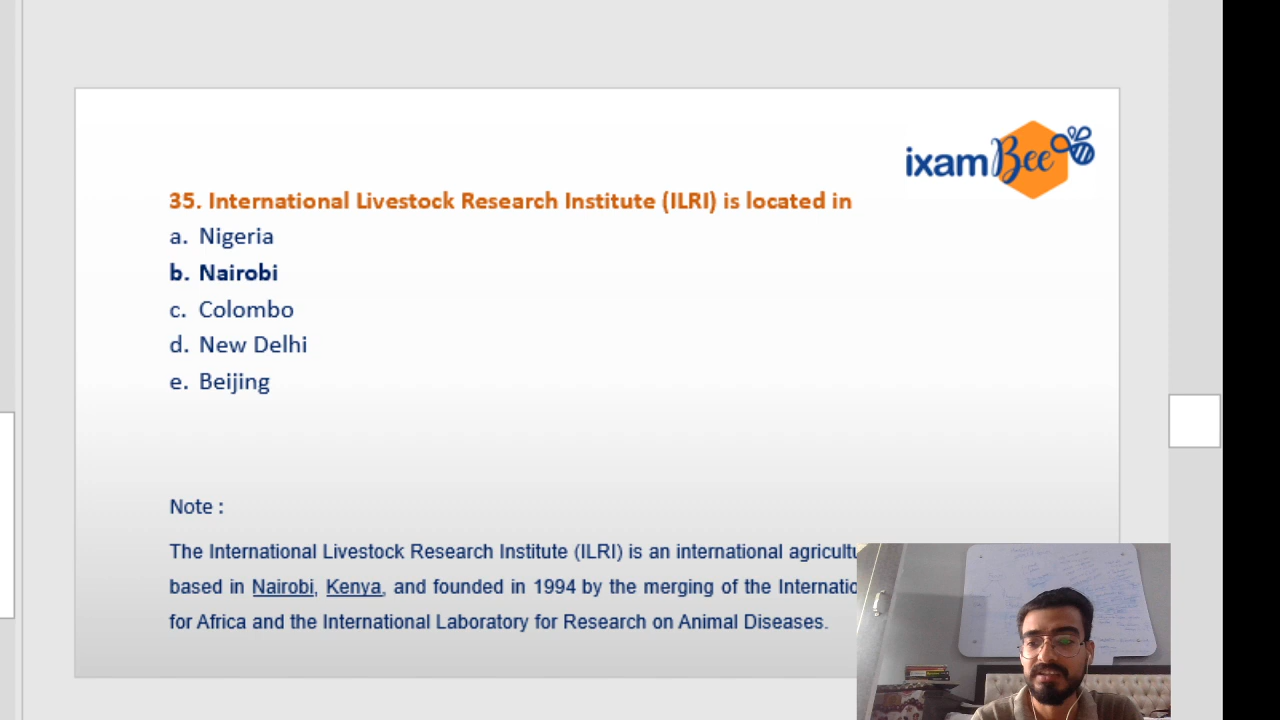 ixamBee
35. International Livestock Research Institute (ILRI) is located in
a. Nigeria
b. Nairobi
c. Colombo
d. New Delhi
e. Beijing
Note :
The International Livestock Research Institute (ILRI) is an international
based in Nairobi, Kenya, and founded in 1994 by the merging of the
for Africa and the International Laboratory for Research on Animal Diseases.